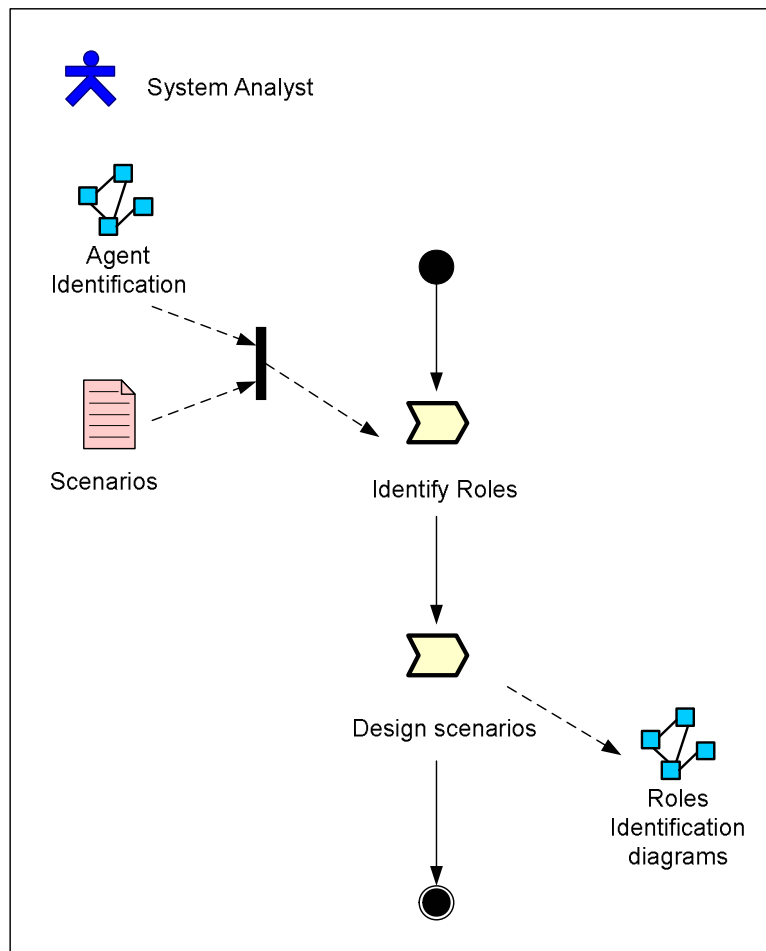 System Analyst
Agent
Identification
Scenarios
Identify Roles
Design scenarios
Roles
Identification
diagrams